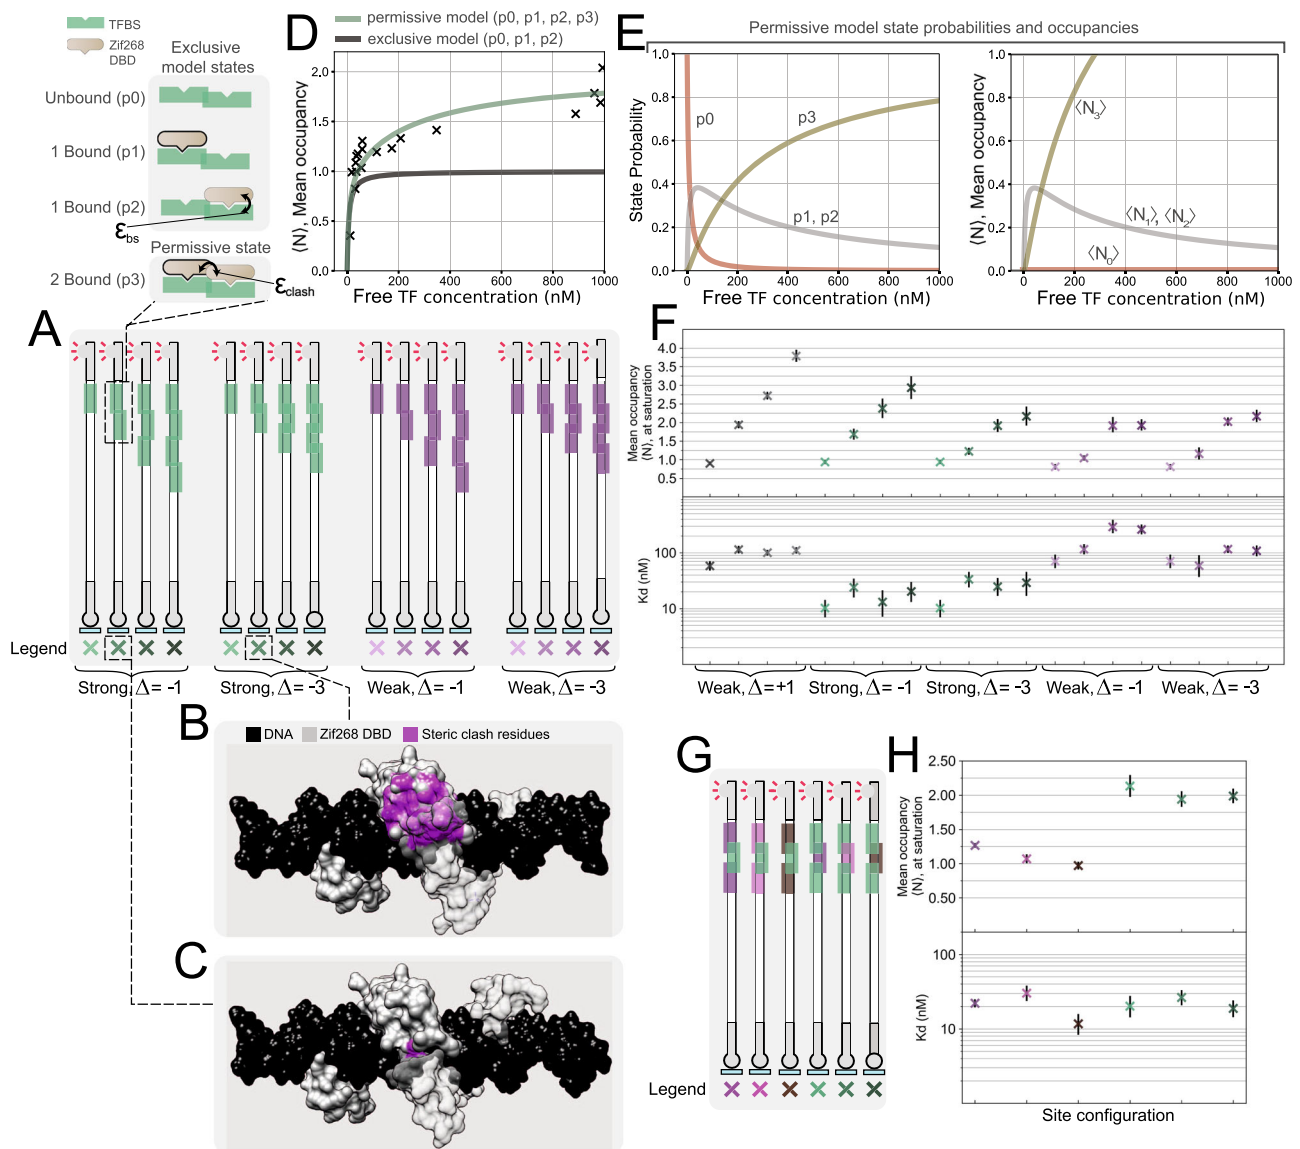 TFBS
Zif268
DBD
Exclusive
model states
Unbound (p0)
1 Bound (p1)
1 Bound (p2)
εbs
Permissive state
2 Bound (p3)
εclash
D
permissive model (p0, p1, p2, p3)
exclusive model (p0, p1, p2)
⟨N⟩, Mean occupancy
2.0
1.5
1.0
0.5
0.0
0 200 400 600 800 1000
Free TF concentration (nM)
E
Permissive model state probabilities and occupancies
State Probability
1.0
0.8
0.6
0.4
0.2
0.0
p0
p3
p1, p2
0 200 400 600 800 1000
Free TF concentration (nM)
⟨N⟩, Mean occupancy
1.0
0.8
0.6
0.4
0.2
0.0
⟨N3⟩
⟨N1⟩, ⟨N2⟩
⟨N0⟩
0 200 400 600 800 1000
Free TF concentration (nM)
A
Legend
Strong, Δ= -1
Strong, Δ= -3
Weak, Δ= -1
Weak, Δ= -3
F
Mean occupancy
⟨N⟩, at saturation
4.0
3.5
3.0
2.5
2.0
1.5
1.0
0.5
Kd (nM)
100
10
Weak, Δ=+1
Strong, Δ= -1
Strong, Δ= -3
Weak, Δ= -1
Weak, Δ= -3
B
DNA
Zif268 DBD
Steric clash residues
C
G
Legend
H
Mean occupancy
⟨N⟩, at saturation
2.50
2.00
1.50
1.00
0.50
Kd (nM)
100
10
Site configuration